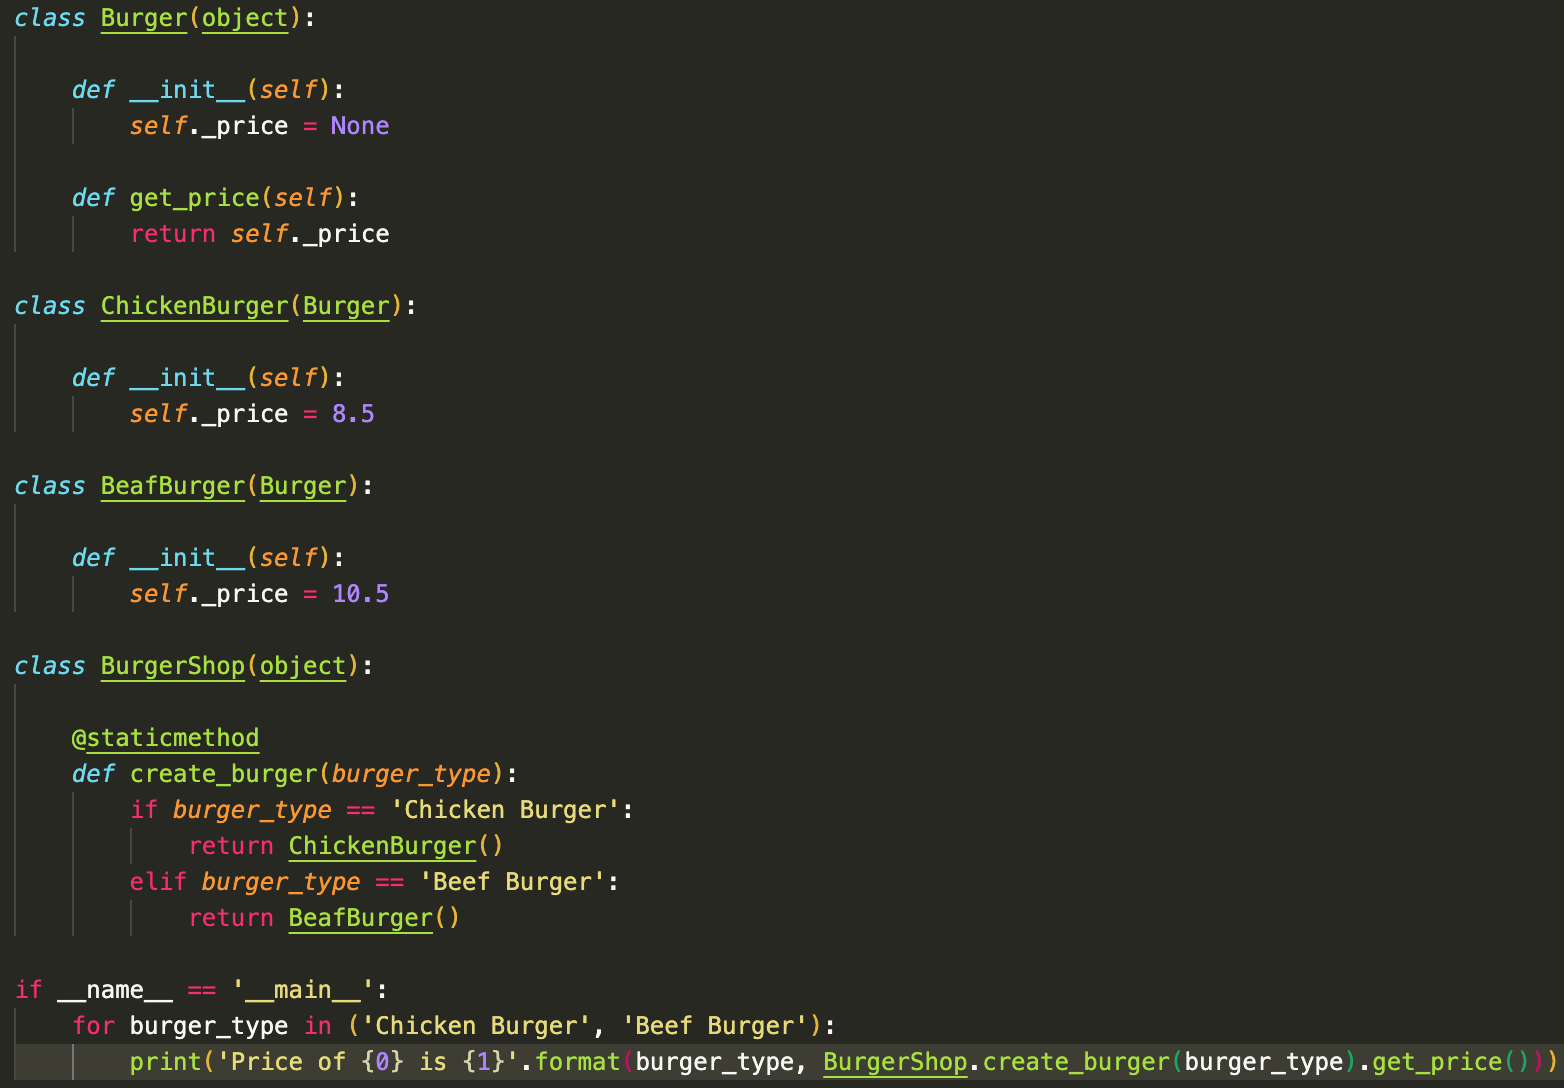 class Burger(object):
    def __init__(self):
        self._price = None
    def get_price(self):
        return self._price
class ChickenBurger(Burger):
    def __init__(self):
        self._price = 8.5
class BeafBurger(Burger):
    def __init__(self):
        self._price = 10.5
class BurgerShop(object):
    @staticmethod
    def create_burger(burger_type):
        if burger_type == 'Chicken Burger':
            return ChickenBurger()
        elif burger_type == 'Beef Burger':
            return BeafBurger()
if __name__ == '__main__':
    for burger_type in ('Chicken Burger', 'Beef Burger'):
        print('Price of {0} is {1}'.format(burger_type, BurgerShop.create_burger(burger_type).get_price()))